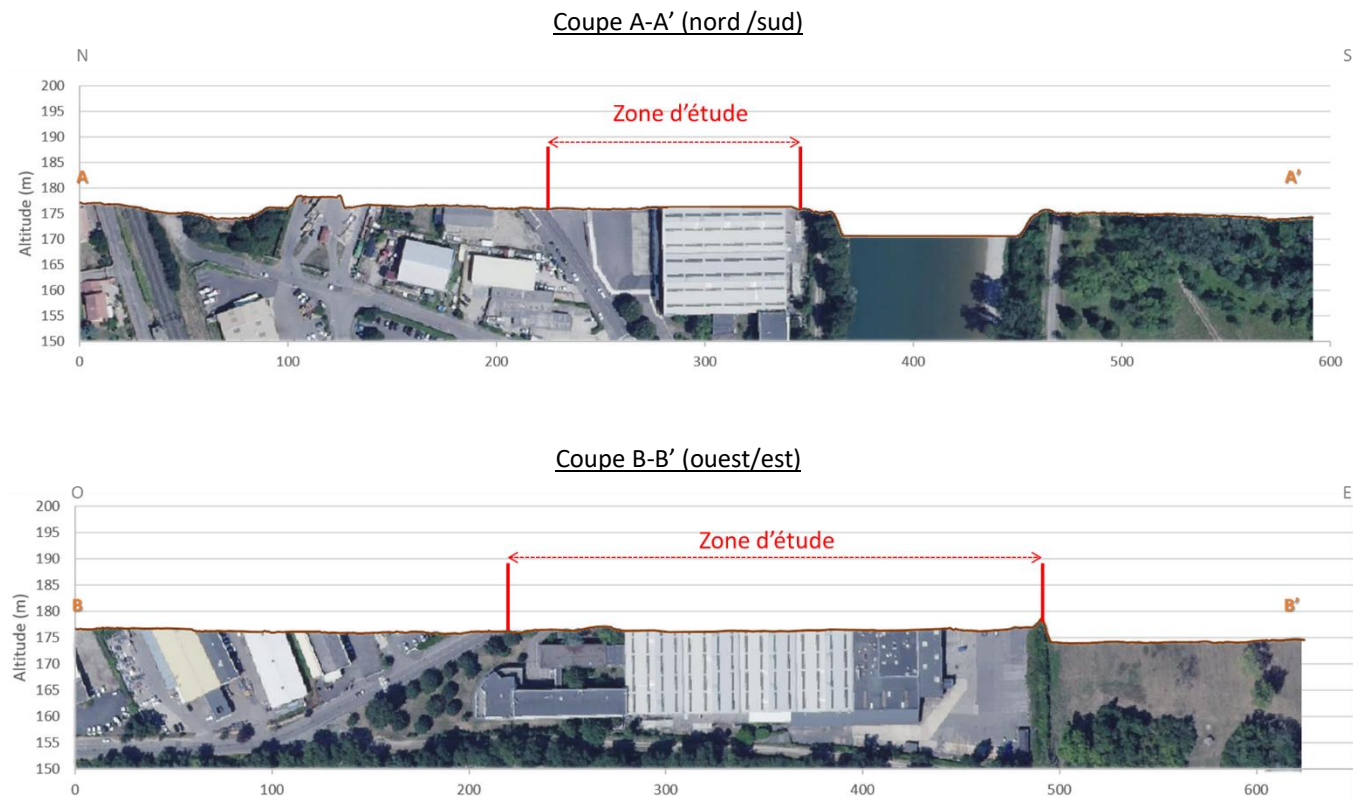 Coupe A-A’ (nord /sud)
N S
200
195
190
185
180
175
170
165
160
155
150
Altitude (m)
Zone d’étude
A A’
0 100 200 300 400 500 600
Coupe B-B’ (ouest/est)
O E
200
195
190
185
180
175
170
165
160
155
150
Altitude (m)
Zone d’étude
B B’
0 100 200 300 400 500 600